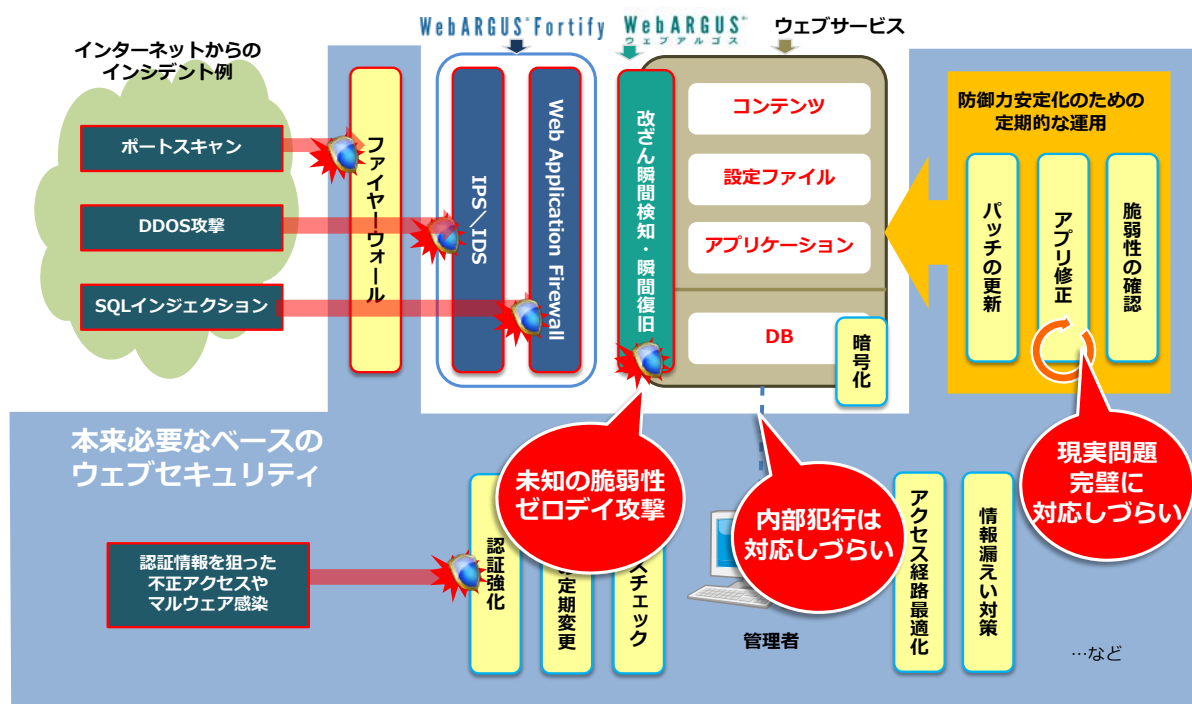 インターネットからの
インシデント例
WebARGUS Fortify
WebARGUS
ウェブアルゴス
ウェブサービス
ポートスキャン
DDOS攻撃
SQLインジェクション
ファイヤーウォール
IPS/IDS
Web Application Firewall
改ざん瞬間検知・瞬間復旧
コンテンツ
設定ファイル
アプリケーション
DB
暗号化
防御力安定化のための
定期的な運用
パッチの更新
アプリ修正
脆弱性の確認
本来必要なベースの
ウェブセキュリティ
未知の脆弱性
ゼロデイ攻撃
内部犯行は
対応しづらい
現実問題
完璧に
対応しづらい
認証情報を狙った
不正アクセスや
マルウェア感染
認証強化
定期変更
スチェック
管理者
アクセス経路最適化
情報漏えい対策
…など